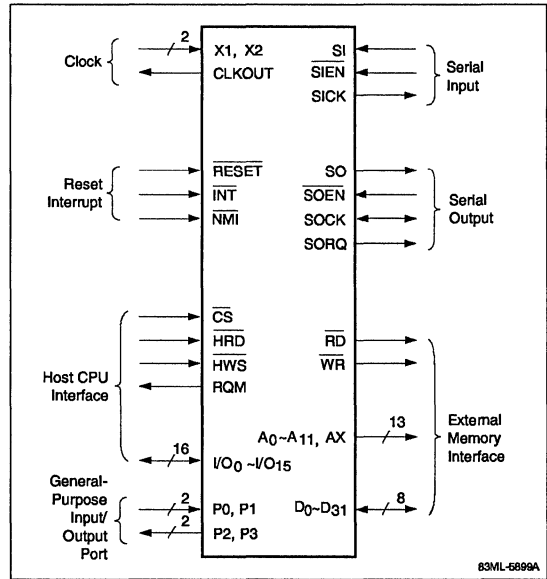 2
Clock
X1, X2
CLKOUT
SI
SIEN
SICK
Serial
Input
Reset
Interrupt
RESET
INT
NMI
SO
SOEN
SOCK
SORQ
Serial
Output
Host CPU
Interface
CS
HRD
HWS
RQM
16
I/O0 ~I/O15
RD
WR
13
A0~A11, AX
8
D0~D31
External
Memory
Interface
General-
Purpose
Input/
Output
Port
2
P0, P1
2
P2, P3
83ML-5899A